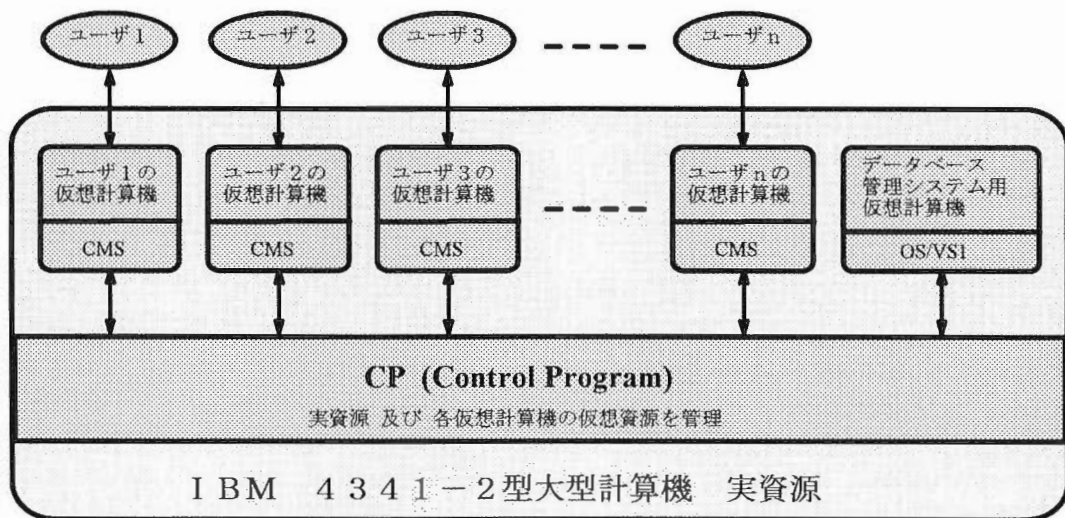 ユーザ1
ユーザ2
ユーザ3
ユーザn
ユーザ1の
仮想計算機
CMS
ユーザ2の
仮想計算機
CMS
ユーザ3の
仮想計算機
CMS
ユーザnの
仮想計算機
CMS
データベース
管理システム用
仮想計算機
OS/VS1
CP (Control Program)
実資源 及び 各仮想計算機の仮想資源を管理
IBM 4341-2型大型計算機 実資源